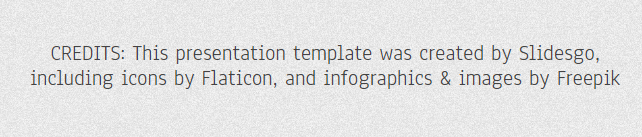 CREDITS: This presentation template was created by Slidesgo,
including icons by Flaticon, and infographics & images by Freepik